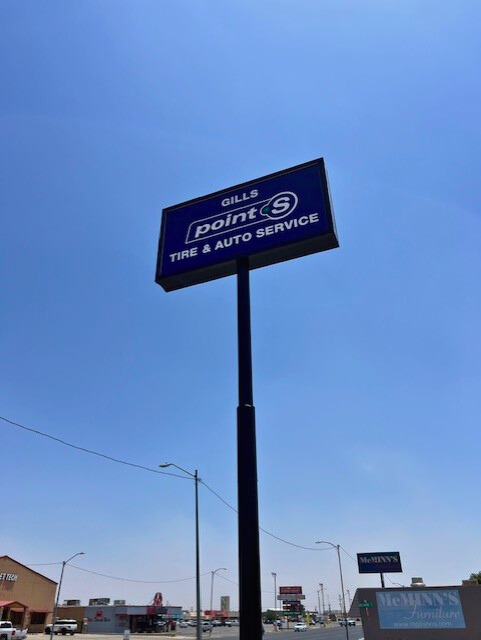 GILLS
point S
TIRE & AUTO SERVICE
McMINN'S
McMINN'S
Furniture